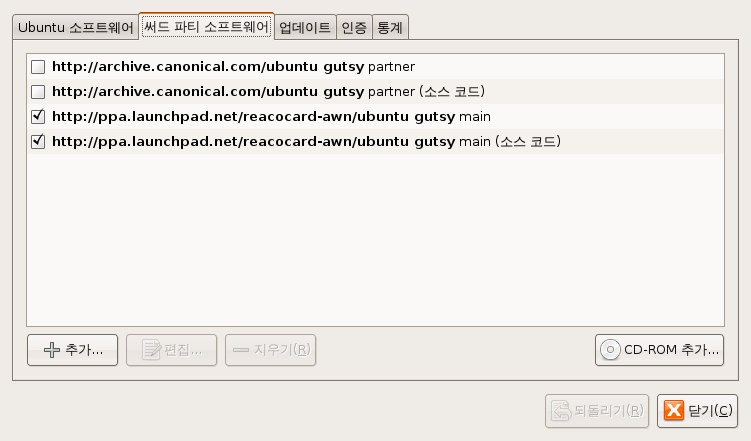 Ubuntu 소프트웨어 써드 파티 소프트웨어 업데이트 인증 통계
http://archive.canonical.com/ubuntu gutsy partner
http://archive.canonical.com/ubuntu gutsy partner (소스 코드)
http://ppa.launchpad.net/reacocard-awn/ubuntu gutsy main
http://ppa.launchpad.net/reacocard-awn/ubuntu gutsy main (소스 코드)
추가... 편집... 지우기(R) CD-ROM 추가...
되돌리기(R) 닫기(C)